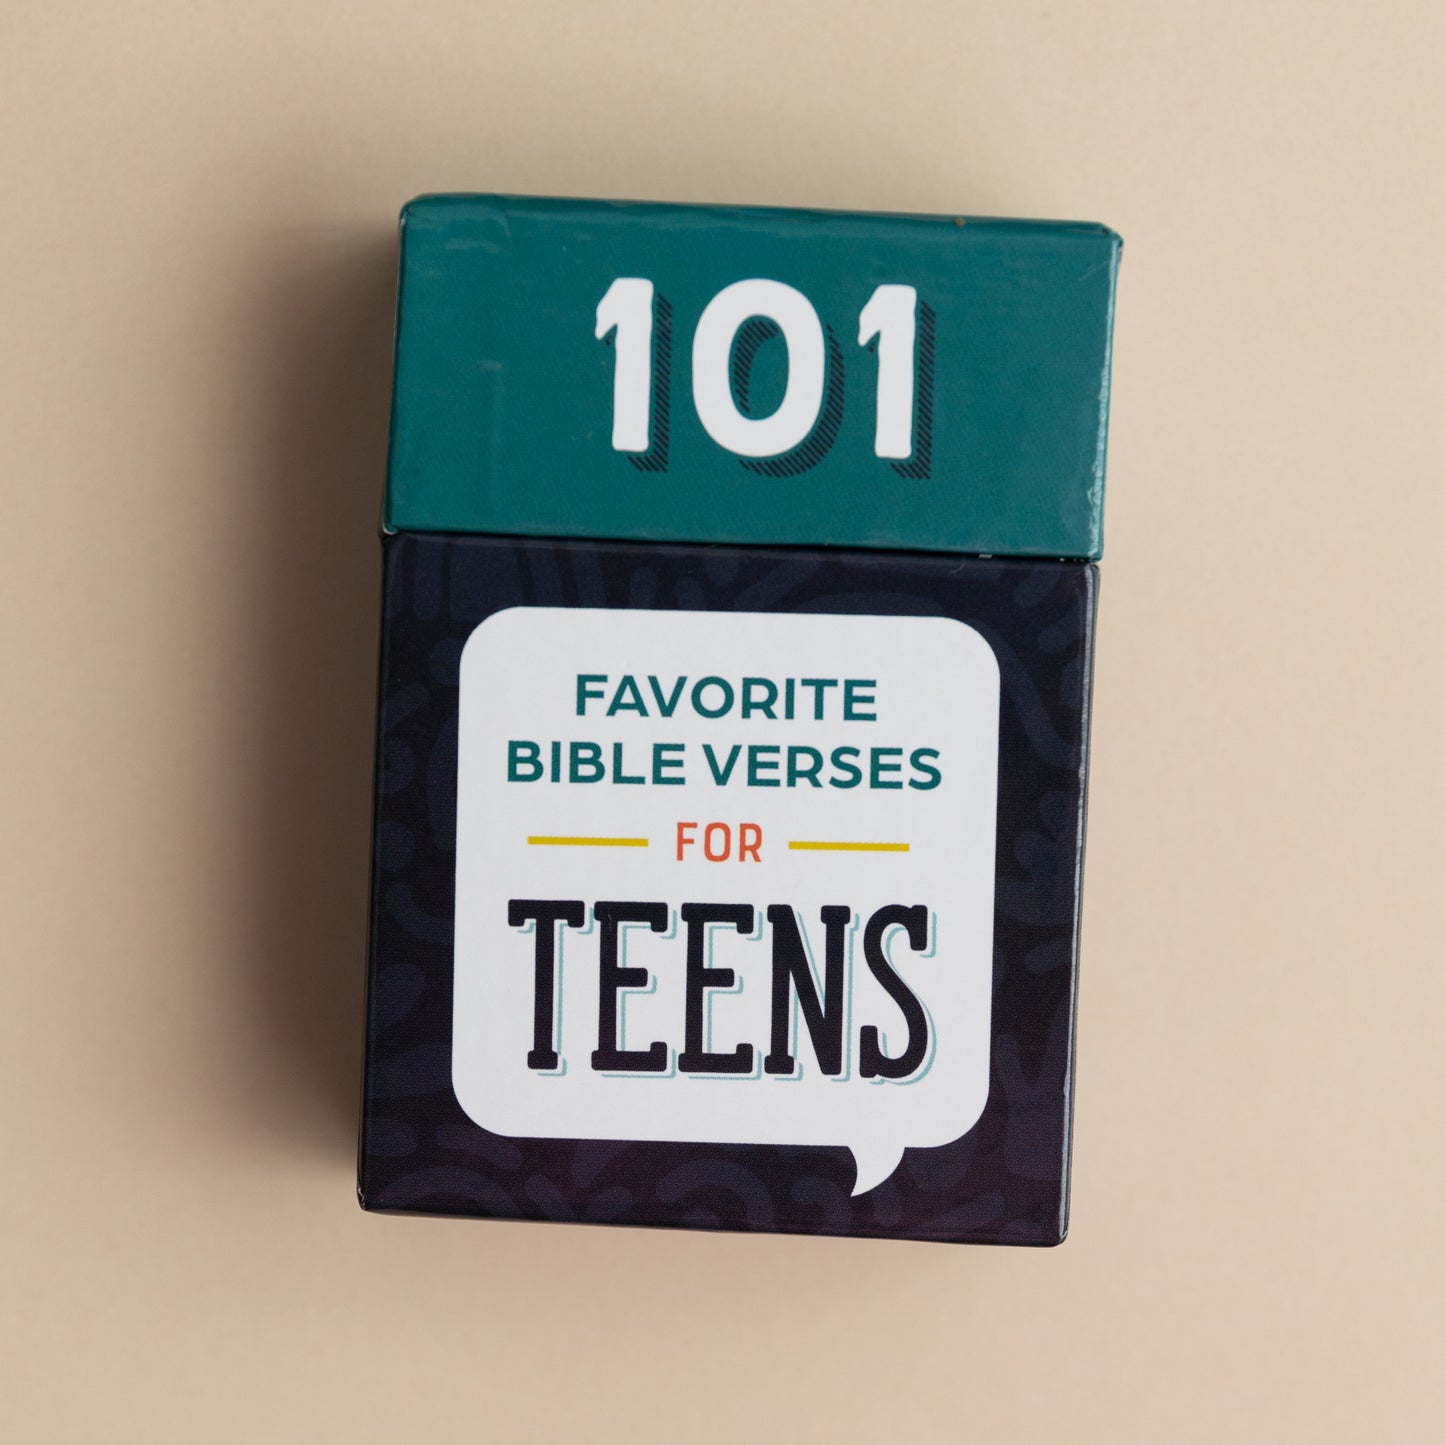 101
FAVORITE
BIBLE VERSES
FOR
TEENS